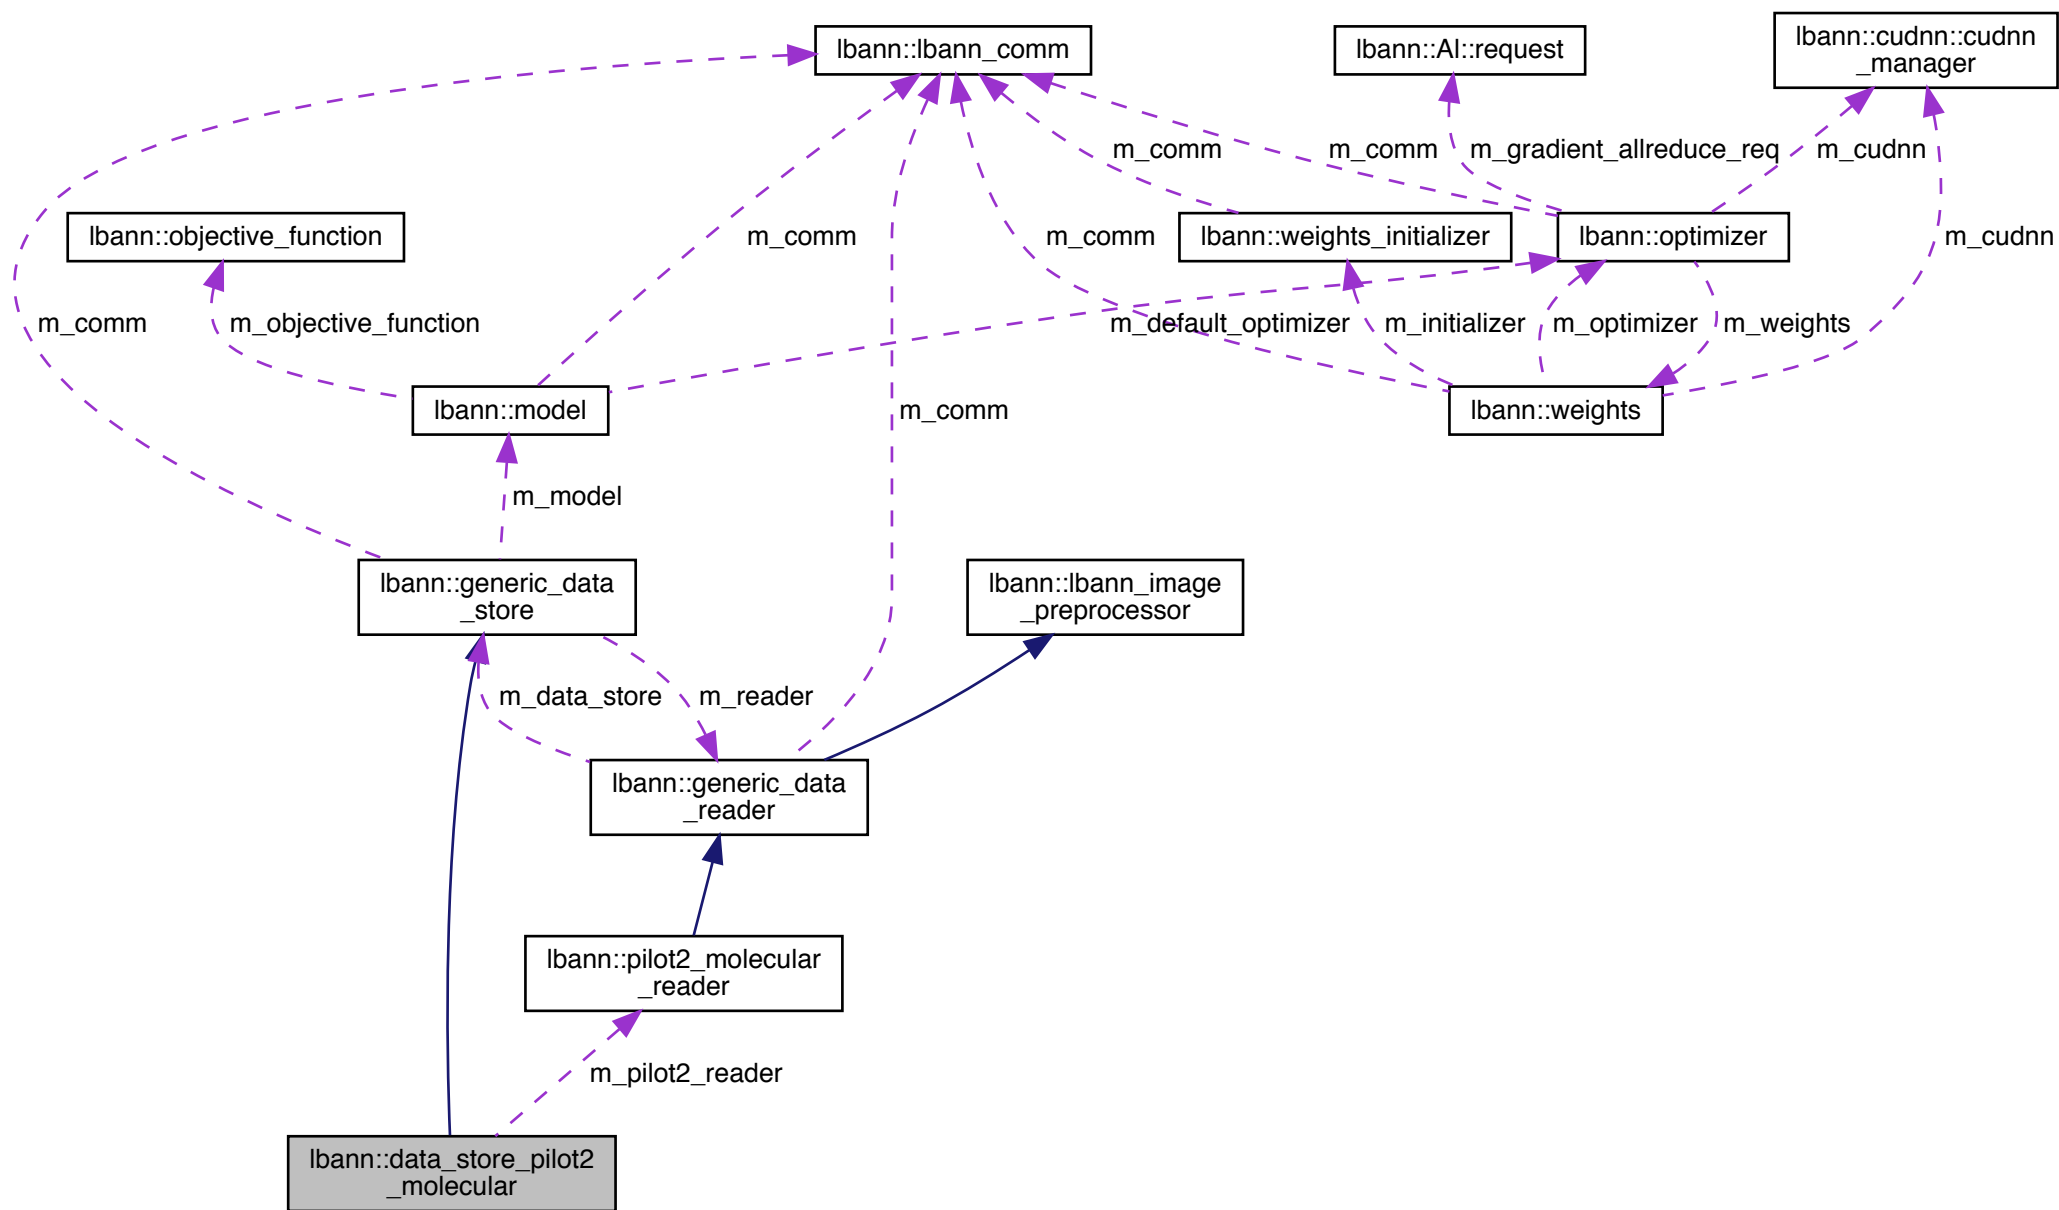 lbann::lbann_comm
lbann::Al::request
lbann::cudnn::cudnn
_manager
m_comm
m_comm
m_gradient_allreduce_req
m_cudnn
lbann::objective_function
m_comm
m_comm
lbann::weights_initializer
lbann::optimizer
m_cudnn
m_comm
m_objective_function
m_default_optimizer
m_initializer
m_optimizer
m_weights
lbann::model
m_comm
lbann::weights
m_model
lbann::generic_data
_store
lbann::lbann_image
_preprocessor
m_data_store
m_reader
lbann::generic_data
_reader
lbann::pilot2_molecular
_reader
m_pilot2_reader
lbann::data_store_pilot2
_molecular